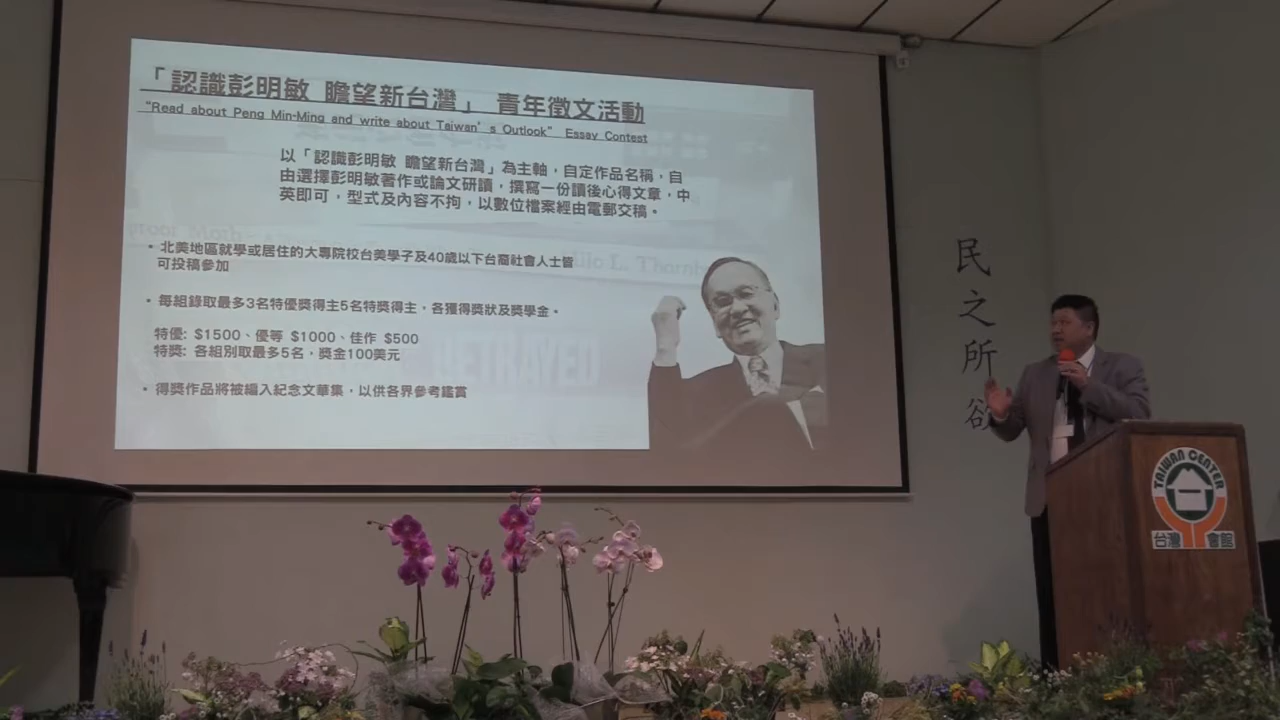 「認識彭明敏 瞻望新台灣」 青年徵文活動
“Read about Peng Min-Ming and write about Taiwan’s Outlook” Essay Contest
以「認識彭明敏 瞻望新台灣」為主軸，自定作品名稱，自
由選擇彭明敏著作或論文研讀，撰寫一份讀後心得文章，中
英即可，型式及內容不拘，以數位檔案經由電郵交稿。
• 北美地區就學或居住的大專院校台美學子及40歲以下台裔社會人士皆
可投稿參加
• 每組錄取最多3名特優獎得主5名特獎得主，各獲得獎狀及獎學金。
特優: $1500、優等 $1000、佳作 $500
特獎: 各組別取最多5名，獎金100美元
• 得獎作品將被編入紀念文華集，以供各界參考鑑賞
BETRAYED
民之所欲
TAIWAN CENTER
台灣會館